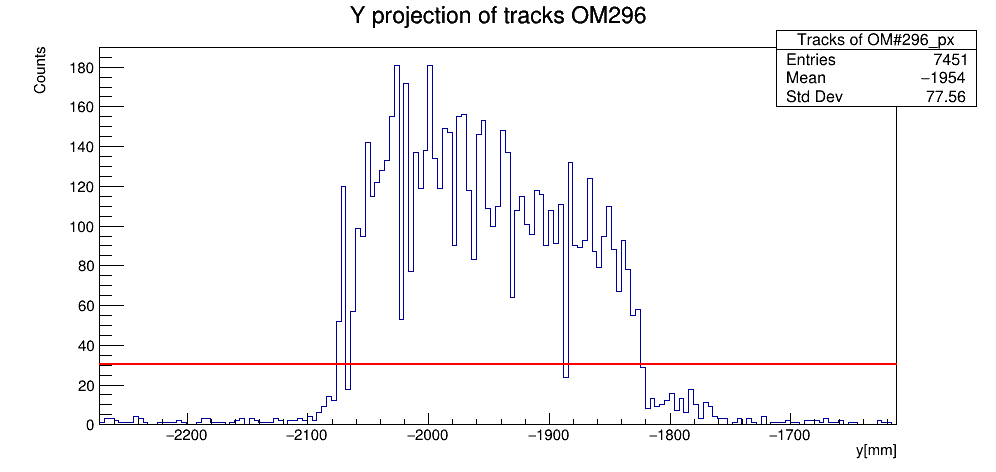 Y projection of tracks OM296
Tracks of OM#296_px
Entries 7451
Mean −1954
Std Dev 77.56
Counts
180
160
140
120
100
80
60
40
20
0
−2200 −2100 −2000 −1900 −1800 −1700
y[mm]